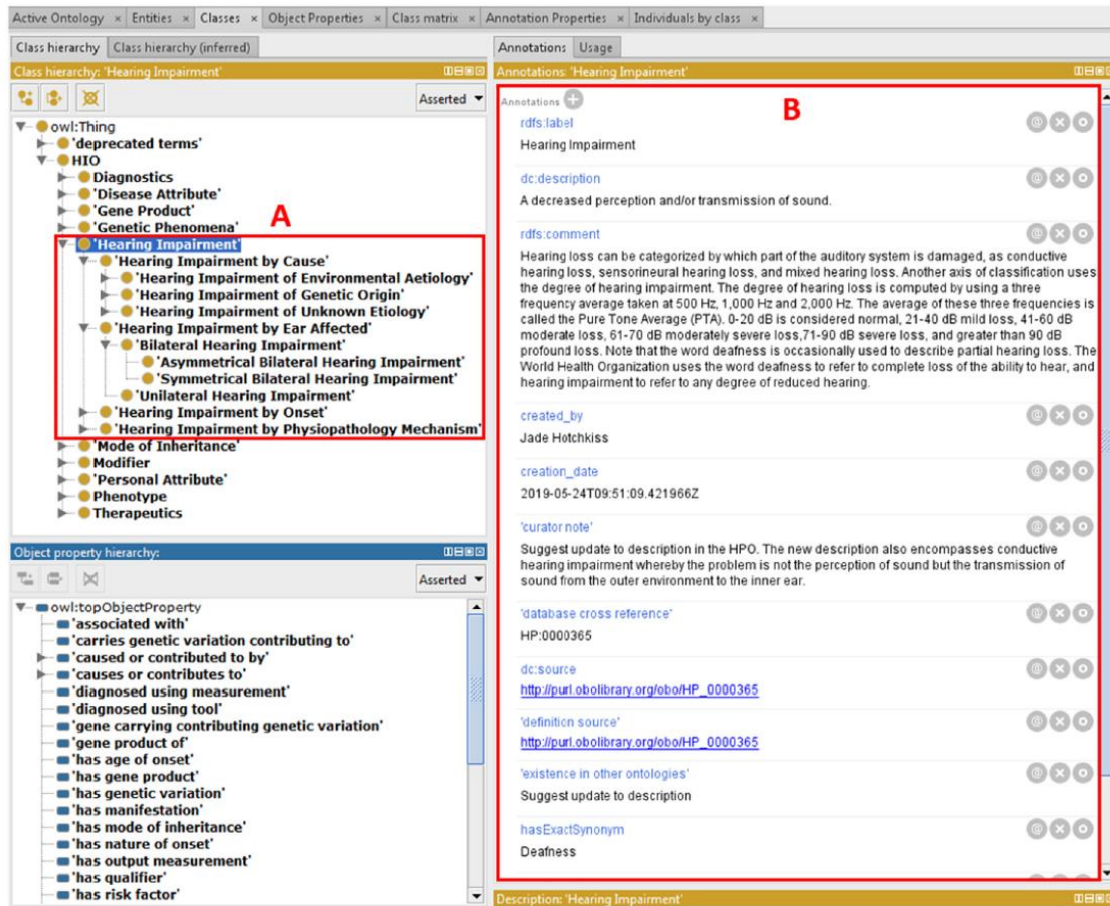 Active Ontology × Entities × Classes × Object Properties × Class matrix × Annotation Properties × Individuals by class ×
Class hierarchy Class hierarchy (inferred)
Class hierarchy: 'Hearing Impairment'
Asserted
owl:Thing
'deprecated terms'
HIO
Diagnostics
'Disease Attribute'
'Gene Product'
'Genetic Phenomena'
A
'Hearing Impairment'
'Hearing Impairment by Cause'
'Hearing Impairment of Environmental Aetiology'
'Hearing Impairment of Genetic Origin'
'Hearing Impairment of Unknown Etiology'
'Hearing Impairment by Ear Affected'
'Bilateral Hearing Impairment'
'Asymmetrical Bilateral Hearing Impairment'
'Symmetrical Bilateral Hearing Impairment'
'Unilateral Hearing Impairment'
'Hearing Impairment by Onset'
'Hearing Impairment by Physiopathology Mechanism'
'Mode of Inheritance'
Modifier
'Personal Attribute'
Phenotype
Therapeutics
Object property hierarchy:
Asserted
owl:topObjectProperty
'associated with'
'carries genetic variation contributing to'
'caused or contributed to by'
'causes or contributes to'
'diagnosed using measurement'
'diagnosed using tool'
'gene carrying contributing genetic variation'
'gene product of'
'has age of onset'
'has gene product'
'has genetic variation'
'has manifestation'
'has mode of inheritance'
'has nature of onset'
'has output measurement'
'has qualifier'
'has risk factor'
Annotations Usage
Annotations: 'Hearing Impairment'
Annotations
B
rdfs:label
Hearing Impairment
dc:description
A decreased perception and/or transmission of sound.
rdfs:comment
Hearing loss can be categorized by which part of the auditory system is damaged, as conductive
hearing loss, sensorineural hearing loss, and mixed hearing loss. Another axis of classification uses
the degree of hearing impairment. The degree of hearing loss is computed by using a three
frequency average taken at 500 Hz, 1,000 Hz and 2,000 Hz. The average of these three frequencies is
called the Pure Tone Average (PTA). 0-20 dB is considered normal, 21-40 dB mild loss, 41-60 dB
moderate loss, 61-70 dB moderately severe loss,71-90 dB severe loss, and greater than 90 dB
profound loss. Note that the word deafness is occasionally used to describe partial hearing loss. The
World Health Organization uses the word deafness to refer to complete loss of the ability to hear, and
hearing impairment to refer to any degree of reduced hearing.
created_by
Jade Hotchkiss
creation_date
2019-05-24T09:51:09.421966Z
'curator note'
Suggest update to description in the HPO. The new description also encompasses conductive
hearing impairment whereby the problem is not the perception of sound but the transmission of
sound from the outer environment to the inner ear.
'database cross reference'
HP:0000365
dc:source
http://purl.obolibrary.org/obo/HP_0000365
'definition source'
http://purl.obolibrary.org/obo/HP_0000365
'existence in other ontologies'
Suggest update to description
hasExactSynonym
Deafness
Description: 'Hearing Impairment'